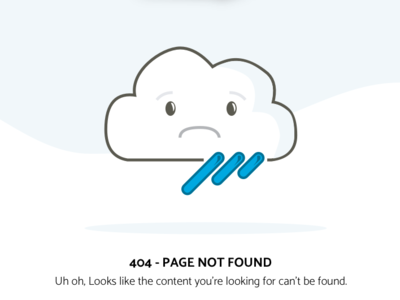 404 - PAGE NOT FOUND
Uh oh, Looks like the content you're looking for can't be found.